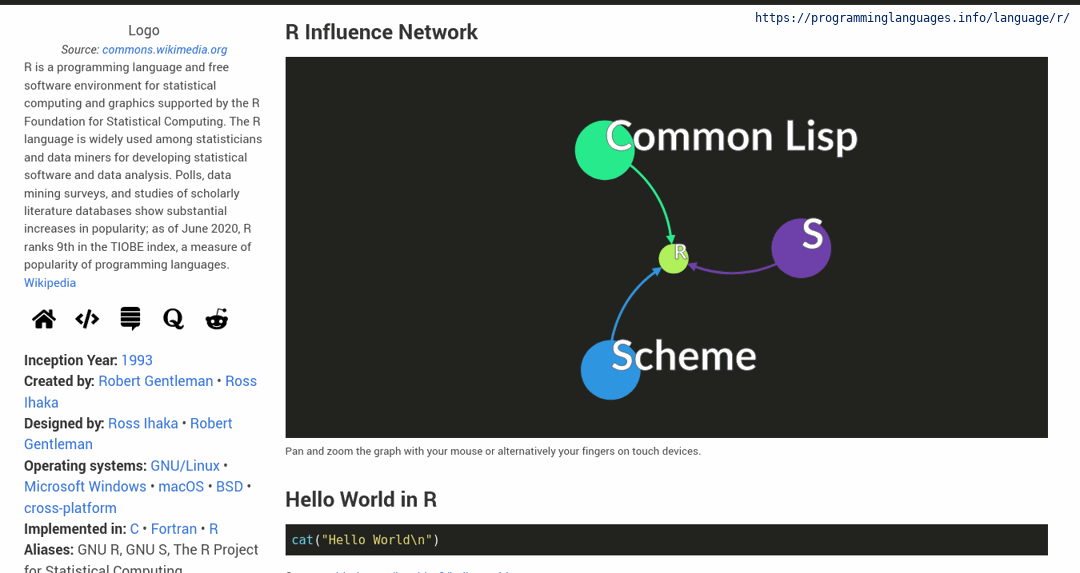 https://programminglanguages.info/language/r/
Logo
Source: commons.wikimedia.org
R is a programming language and free
software environment for statistical
computing and graphics supported by the R
Foundation for Statistical Computing. The R
language is widely used among statisticians
and data miners for developing statistical
software and data analysis. Polls, data
mining surveys, and studies of scholarly
literature databases show substantial
increases in popularity; as of June 2020, R
ranks 9th in the TIOBE index, a measure of
popularity of programming languages.
Wikipedia
Inception Year: 1993
Created by: Robert Gentleman • Ross
Ihaka
Designed by: Ross Ihaka • Robert
Gentleman
Operating systems: GNU/Linux •
Microsoft Windows • macOS • BSD •
cross-platform
Implemented in: C • Fortran • R
Aliases: GNU R, GNU S, The R Project
for Statistical Computing
R Influence Network
Common Lisp
S
R
Scheme
Pan and zoom the graph with your mouse or alternatively your fingers on touch devices.
Hello World in R
cat("Hello World\n")